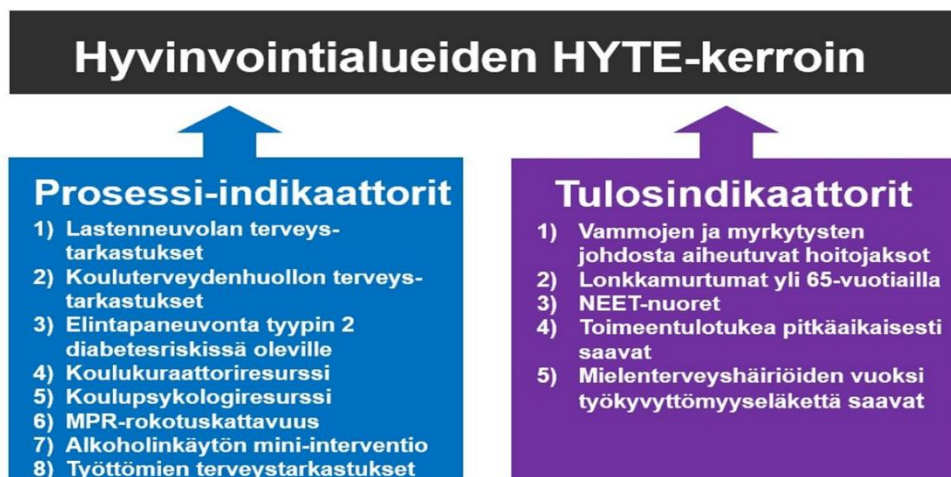 Hyvinvointialueiden HYTE-kerroin
Prosessi-indikaattorit
1) Lastenneuvolan terveys-
tarkastukset
2) Kouluterveydenhuollon terveys-
tarkastukset
3) Elintapaneuvonta tyypin 2
diabetesriskissä oleville
4) Koulukuraattoriresurssi
5) Koulupsykologiresurssi
6) MPR-rokotuskattavuus
7) Alkoholinkäytön mini-interventio
8) Työttömien terveystarkastukset
Tulosindikaattorit
1) Vammojen ja myrkytysten
johdosta aiheutuvat hoitojaksot
2) Lonkkamurtumat yli 65-vuotiailla
3) NEET-nuoret
4) Toimeentulotukea pitkäaikaisesti
saavat
5) Mielenterveyshäiriöiden vuoksi
työkyvyttömyyseläkettä saavat